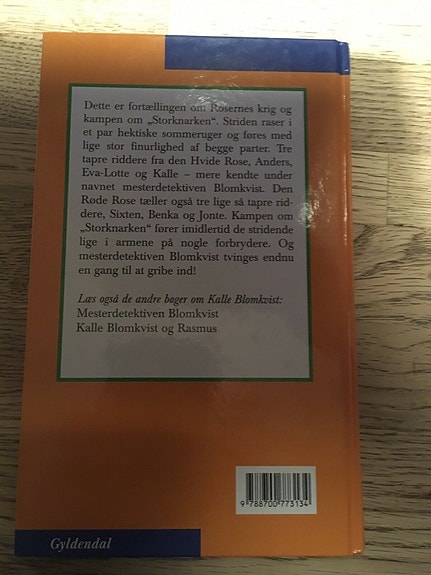 Dette er fortællingen om Rosernes krig og
kampen om „Storknarken“. Striden raser i
et par hektiske sommeruger og føres med
lige stor finurlighed af begge parter. Tre
tapre riddere fra den Hvide Rose, Anders,
Eva-Lotte og Kalle – mere kendte under
navnet mesterdetektiven Blomkvist. Den
Røde Rose tæller også tre lige så tapre rid-
dere, Sixten, Benka og Jonte. Kampen om
„Storknarken“ fører imidlertid de stridende
lige i armene på nogle forbrydere. Og
mesterdetektiven Blomkvist tvinges endnu
en gang til at gribe ind!
Læs også de andre bøger om Kalle Blomkvist:
Mesterdetektiven Blomkvist
Kalle Blomkvist og Rasmus
9 788700 773134
Gyldendal